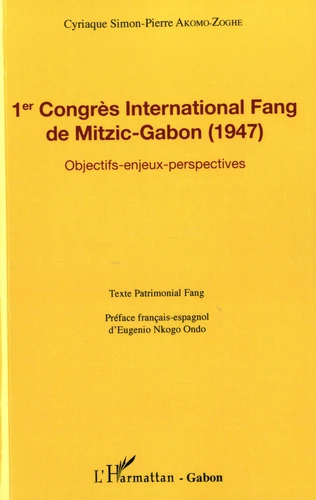 Cyriaque Simon-Pierre AKOMO-ZOGHE
1er Congrès International Fang
de Mitzic-Gabon (1947)
Objectifs-enjeux-perspectives
Texte Patrimonial Fang
Préface français-espagnol
d'Eugenio Nkogo Ondo
L'Harmattan - Gabon